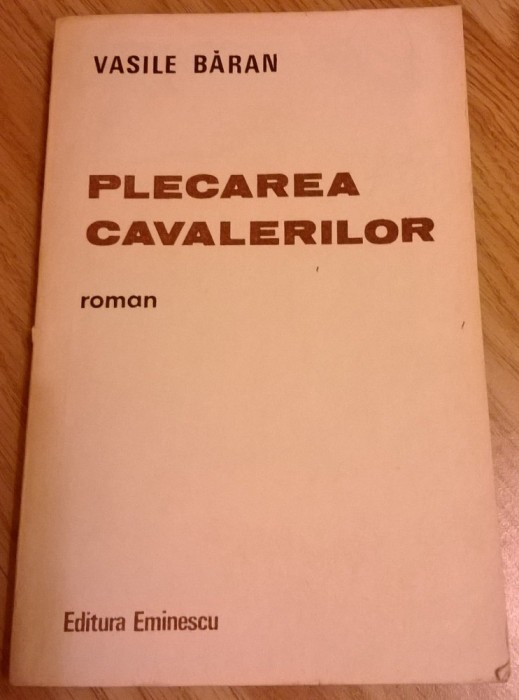 VASILE BĂRAN
PLECAREA
CAVALERILOR
roman
Editura Eminescu